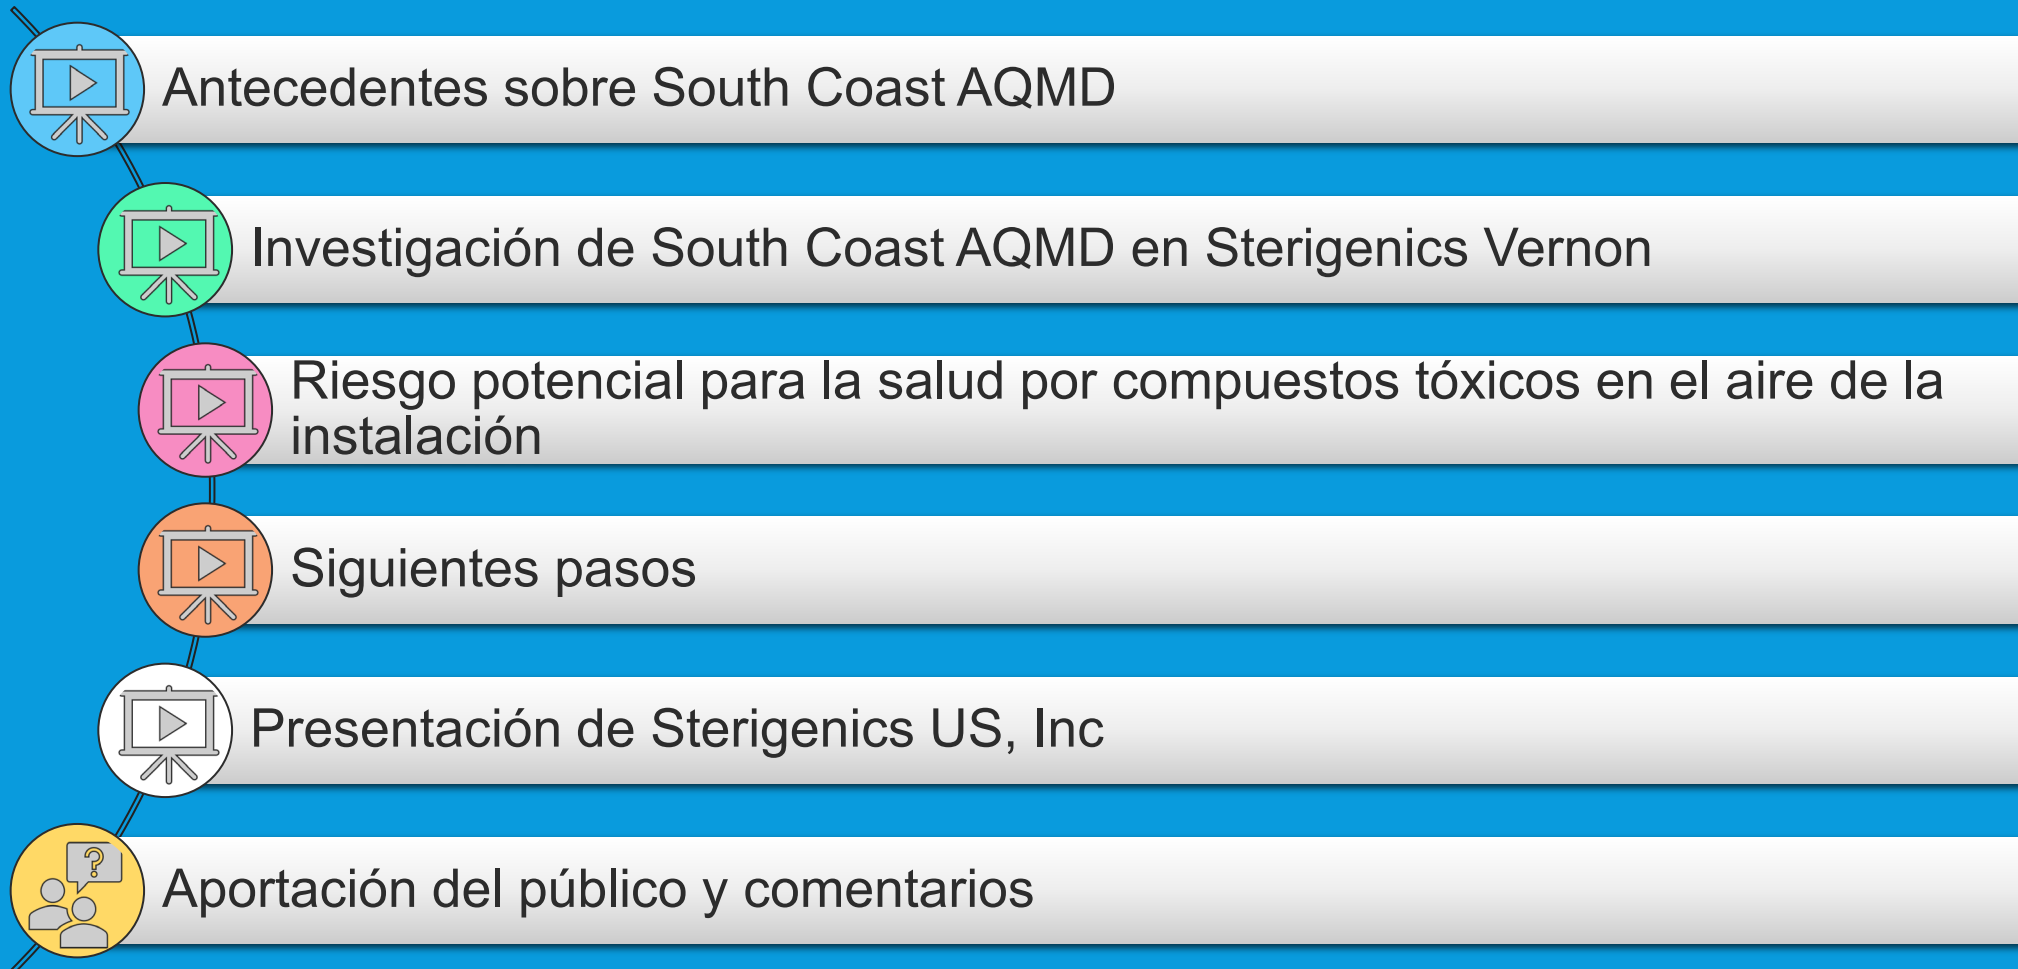 Antecedentes sobre South Coast AQMD
Investigación de South Coast AQMD en Sterigenics Vernon
Riesgo potencial para la salud por compuestos tóxicos en el aire de la
instalación
Siguientes pasos
Presentación de Sterigenics US, Inc
?
Aportación del público y comentarios